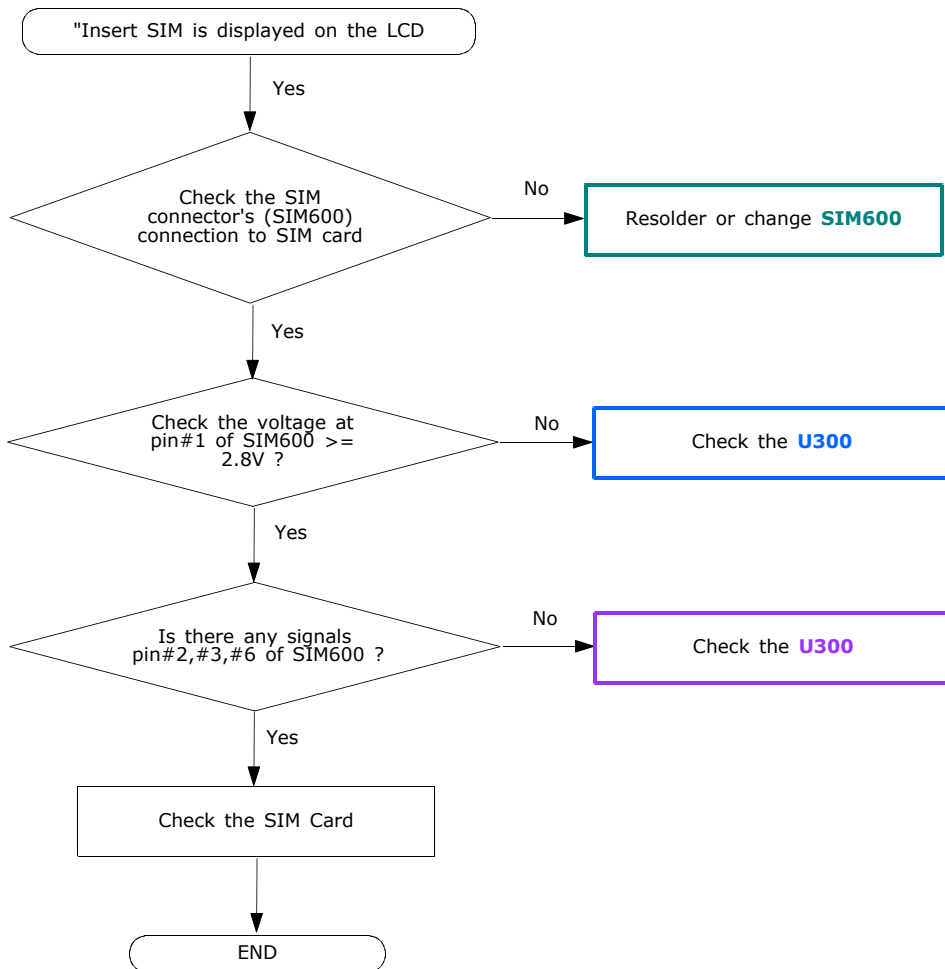 "Insert SIM is displayed on the LCD
Yes
Check the SIM
connector's (SIM600)
connection to SIM card
No
Resolder or change SIM600
Yes
Check the voltage at
pin#1 of SIM600 >=
2.8V ?
No
Check the U300
Yes
Is there any signals
pin#2,#3,#6 of SIM600 ?
No
Check the U300
Yes
Check the SIM Card
END